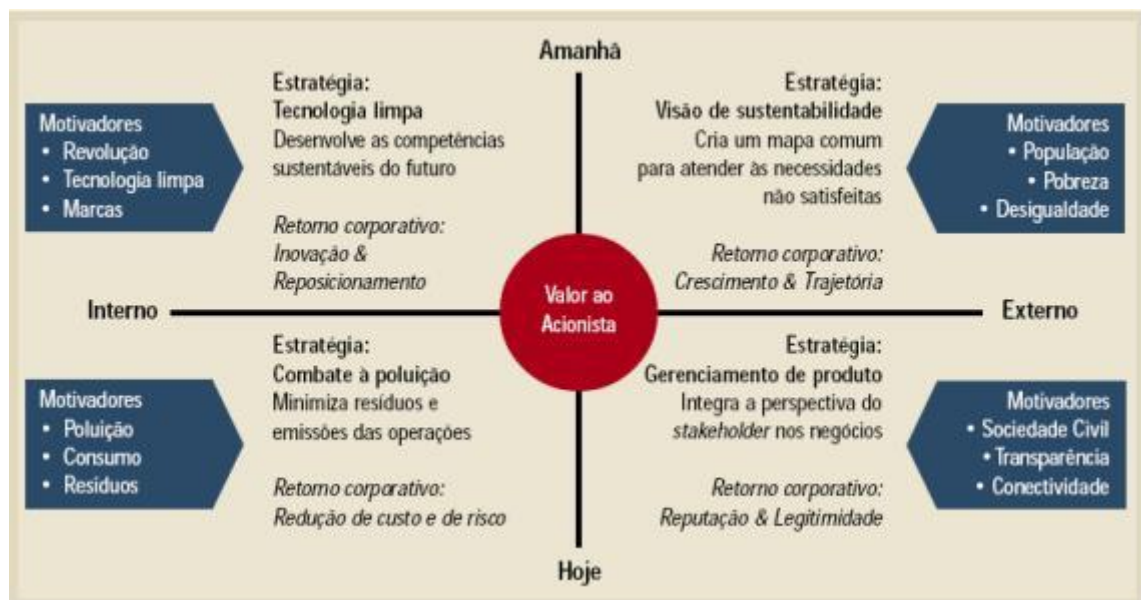 Amanhã
Estratégia:
Tecnologia limpa
Desenvolve as competências
sustentáveis do futuro
Retorno corporativo:
Inovação &
Reposicionamento
Motivadores
• Revolução
• Tecnologia limpa
• Marcas
Estratégia:
Visão de sustentabilidade
Cria um mapa comum
para atender às necessidades
não satisfeitas
Retorno corporativo:
Crescimento & Trajetória
Motivadores
• População
• Pobreza
• Desigualdade
Interno
Valor ao
Acionista
Externo
Estratégia:
Combate à poluição
Minimiza resíduos e
emissões das operações
Retorno corporativo:
Redução de custo e de risco
Motivadores
• Poluição
• Consumo
• Resíduos
Estratégia:
Gerenciamento de produto
Integra a perspectiva do
stakeholder nos negócios
Retorno corporativo:
Reputação & Legitimidade
Motivadores
• Sociedade Civil
• Transparência
• Conectividade
Hoje